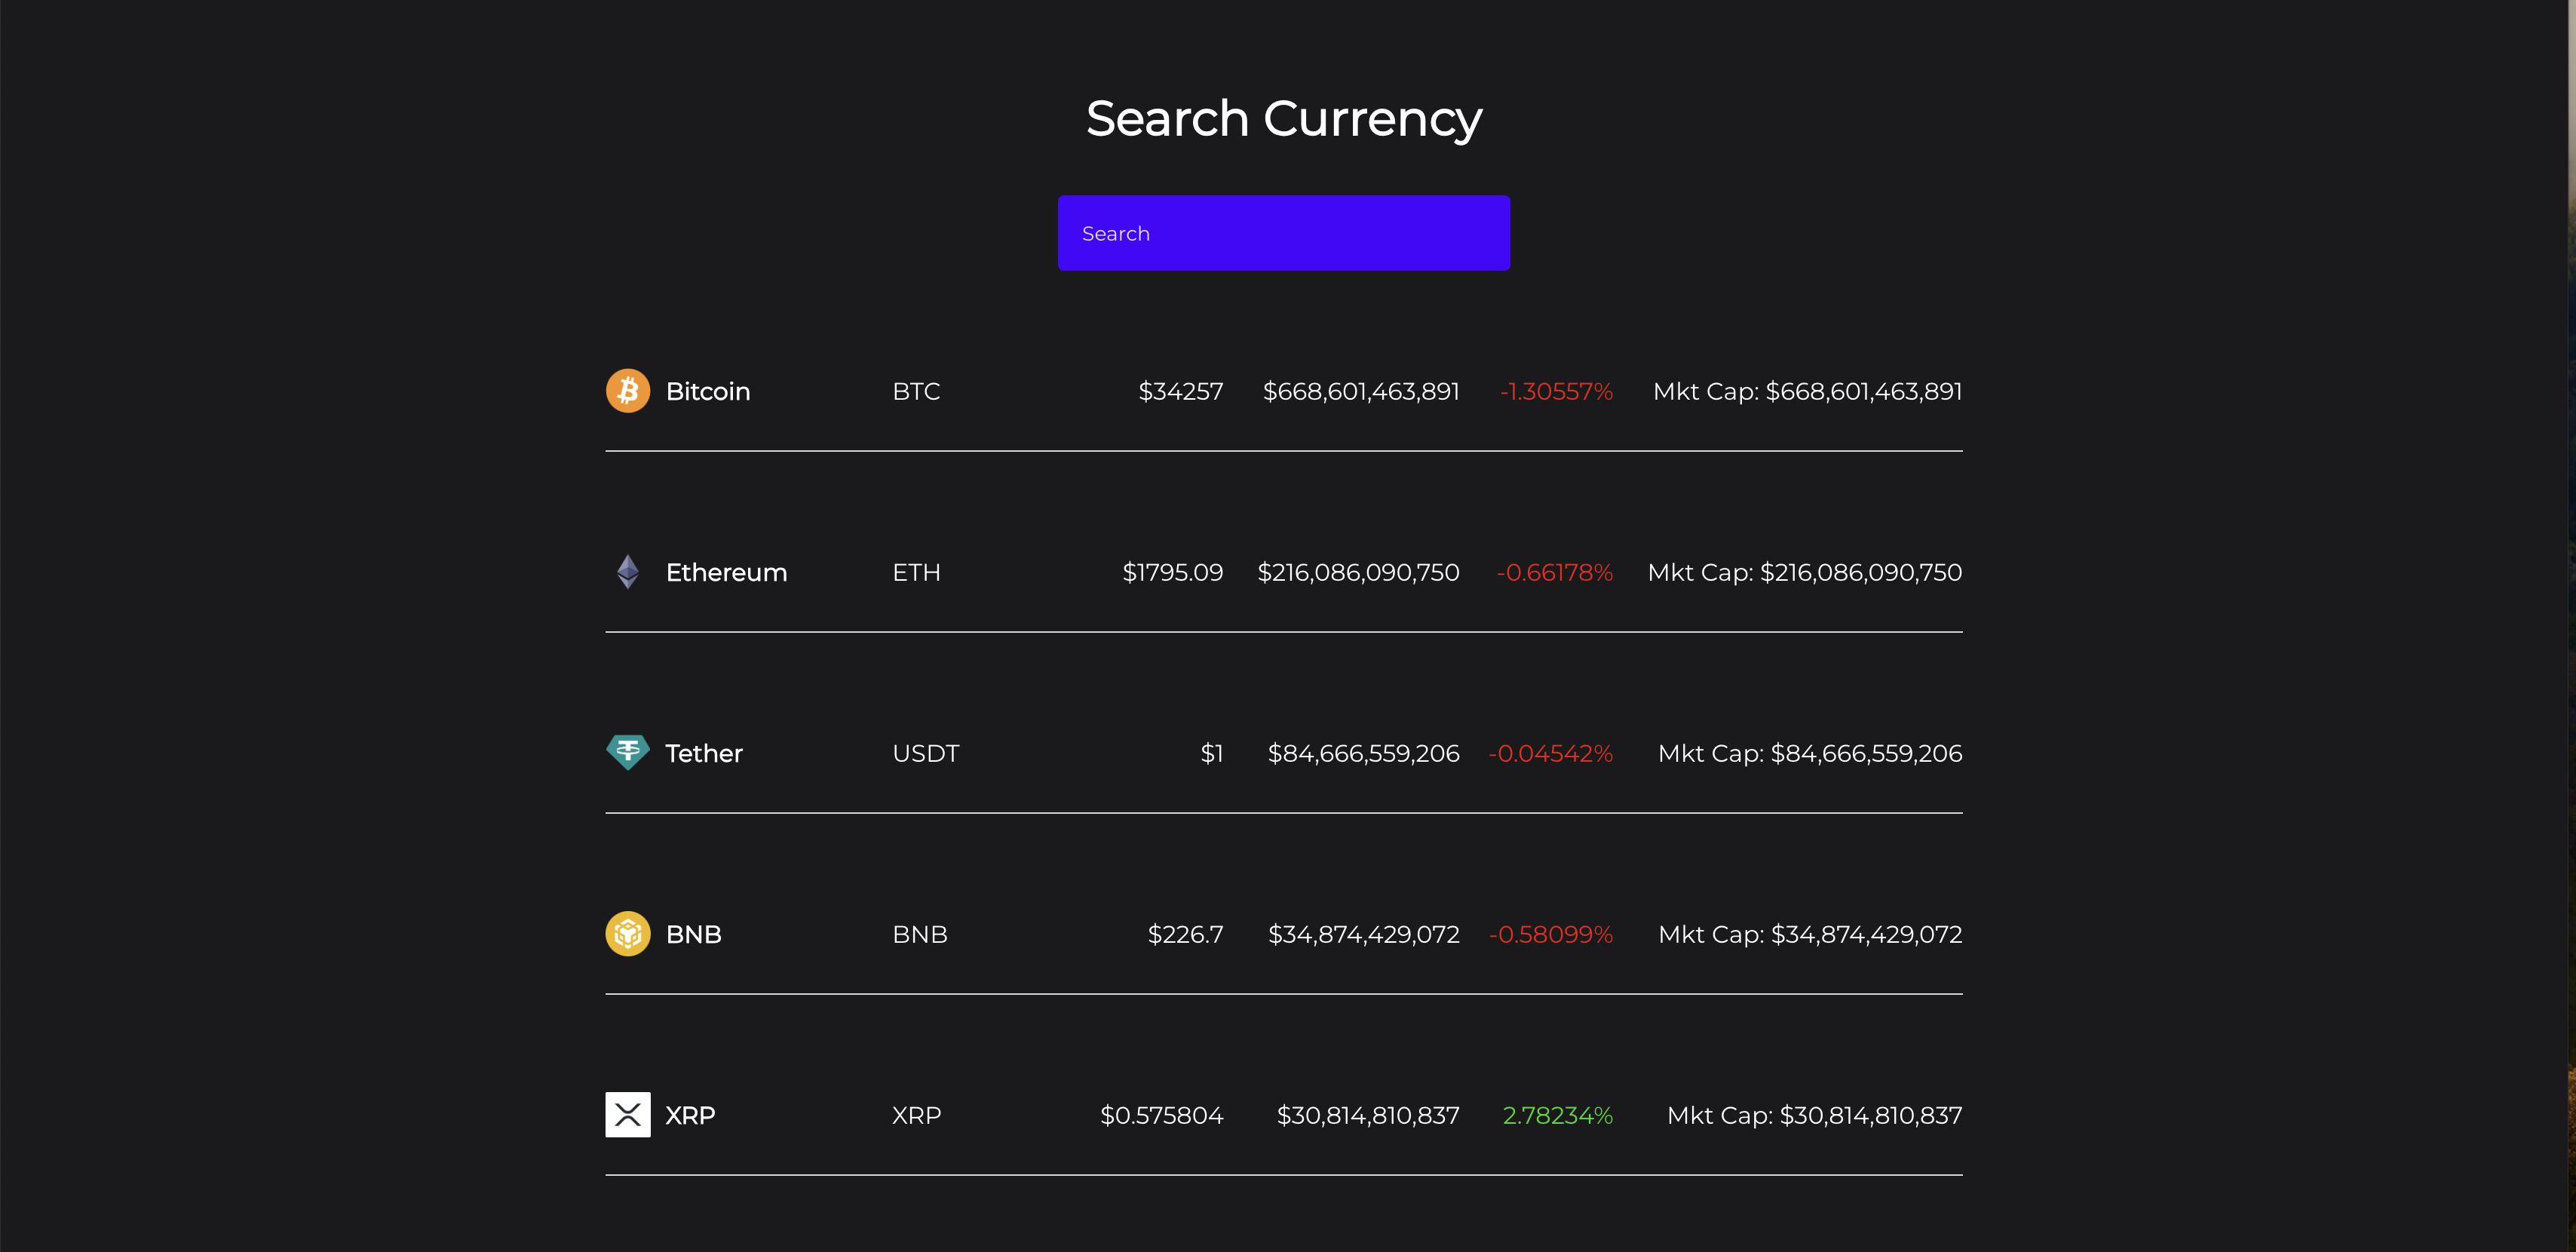 Search Currency
Search
Bitcoin BTC $34257 $668,601,463,891 -1.30557% Mkt Cap: $668,601,463,891
Ethereum ETH $1795.09 $216,086,090,750 -0.66178% Mkt Cap: $216,086,090,750
Tether USDT $1 $84,666,559,206 -0.04542% Mkt Cap: $84,666,559,206
BNB BNB $226.7 $34,874,429,072 -0.58099% Mkt Cap: $34,874,429,072
XRP XRP $0.575804 $30,814,810,837 2.78234% Mkt Cap: $30,814,810,837